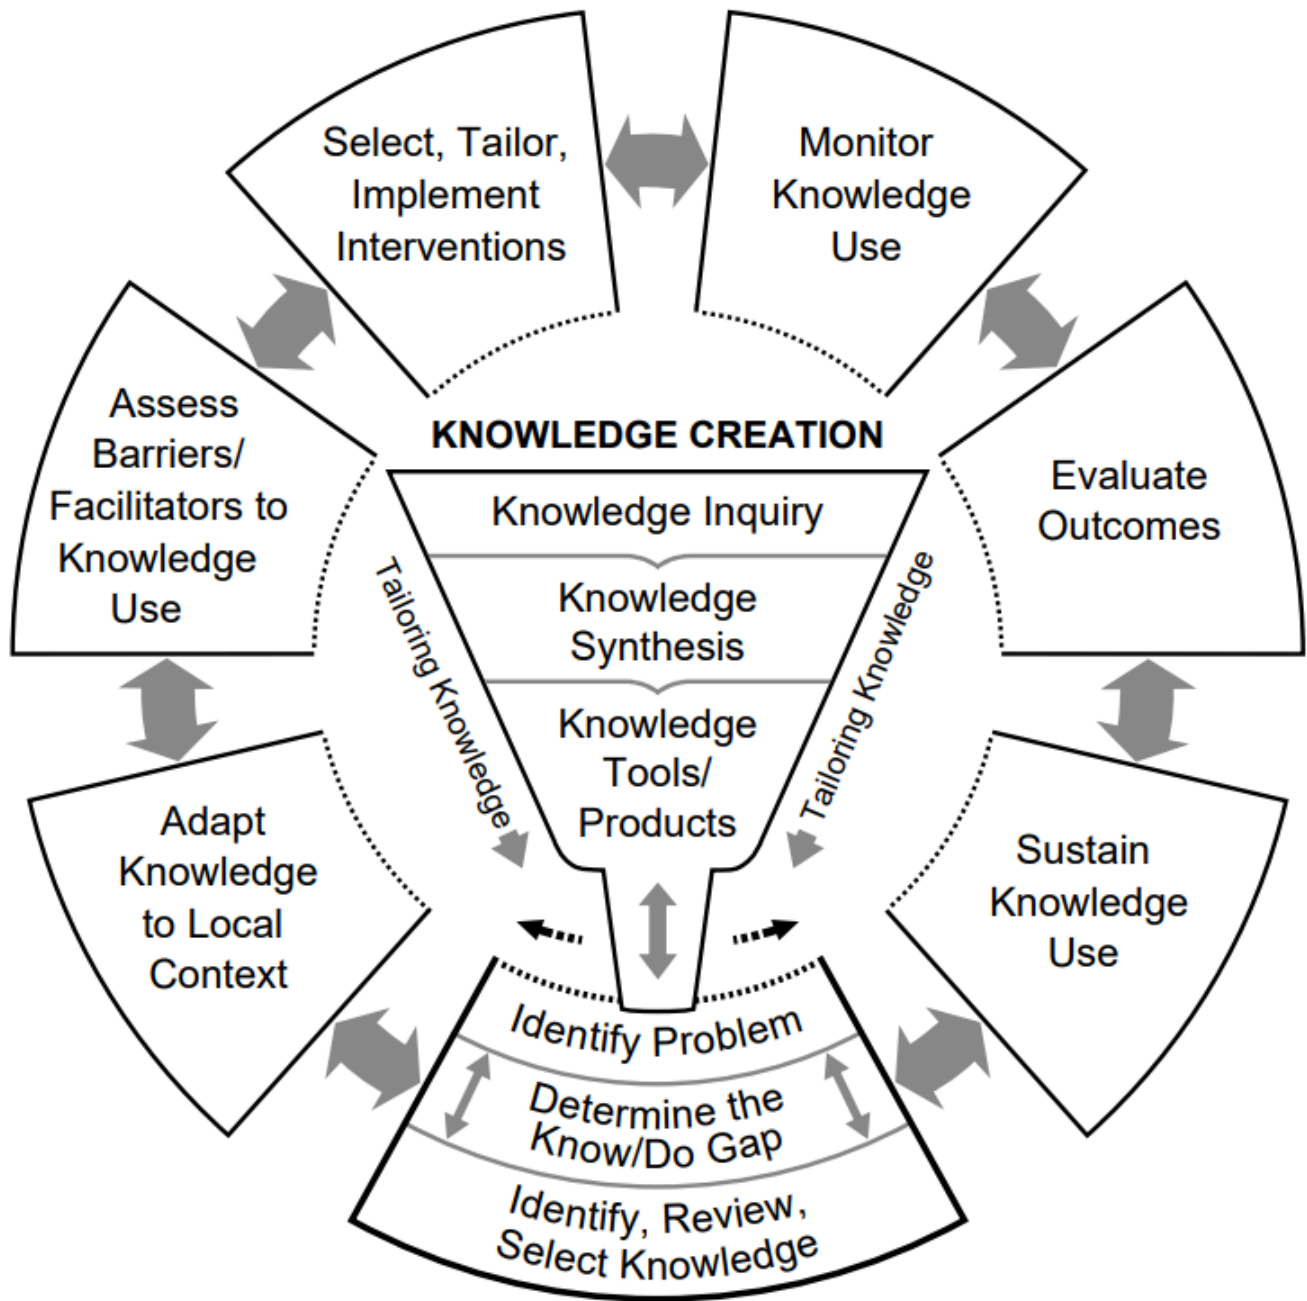 Select, Tailor,
Implement
Interventions
Monitor
Knowledge
Use
Assess
Barriers/
Facilitators to
Knowledge
Use
KNOWLEDGE CREATION
Knowledge Inquiry
Knowledge
Synthesis
Knowledge
Tools/
Products
Tailoring Knowledge
Tailoring Knowledge
Evaluate
Outcomes
Adapt
Knowledge
to Local
Context
Sustain
Knowledge
Use
Identify Problem
Determine the
Know/Do Gap
Identify, Review,
Select Knowledge